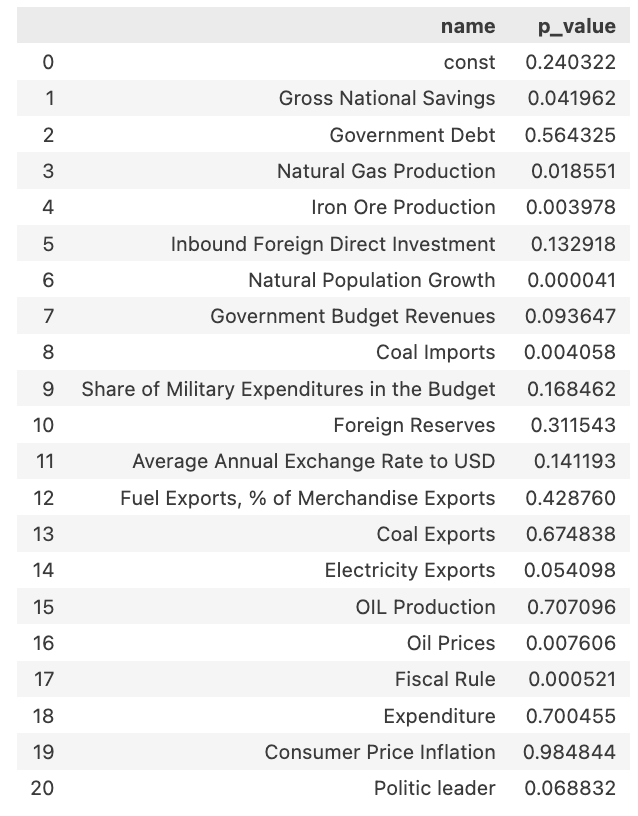 name p_value
0 const 0.240322
1 Gross National Savings 0.041962
2 Government Debt 0.564325
3 Natural Gas Production 0.018551
4 Iron Ore Production 0.003978
5 Inbound Foreign Direct Investment 0.132918
6 Natural Population Growth 0.000041
7 Government Budget Revenues 0.093647
8 Coal Imports 0.004058
9 Share of Military Expenditures in the Budget 0.168462
10 Foreign Reserves 0.311543
11 Average Annual Exchange Rate to USD 0.141193
12 Fuel Exports, % of Merchandise Exports 0.428760
13 Coal Exports 0.674838
14 Electricity Exports 0.054098
15 OIL Production 0.707096
16 Oil Prices 0.007606
17 Fiscal Rule 0.000521
18 Expenditure 0.700455
19 Consumer Price Inflation 0.984844
20 Politic leader 0.068832